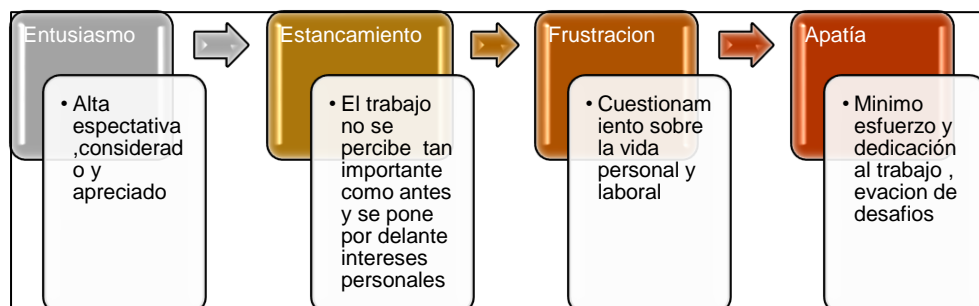 Entusiasmo
• Alta
espectativa
,considerad
o y
apreciado
Estancamiento
• El trabajo
no se
percibe tan
importante
como antes
y se pone
por delante
intereses
personales
Frustracion
• Cuestionam
iento sobre
la vida
personal y
laboral
Apatía
• Minimo
esfuerzo y
dedicación
al trabajo ,
evacion de
desafios